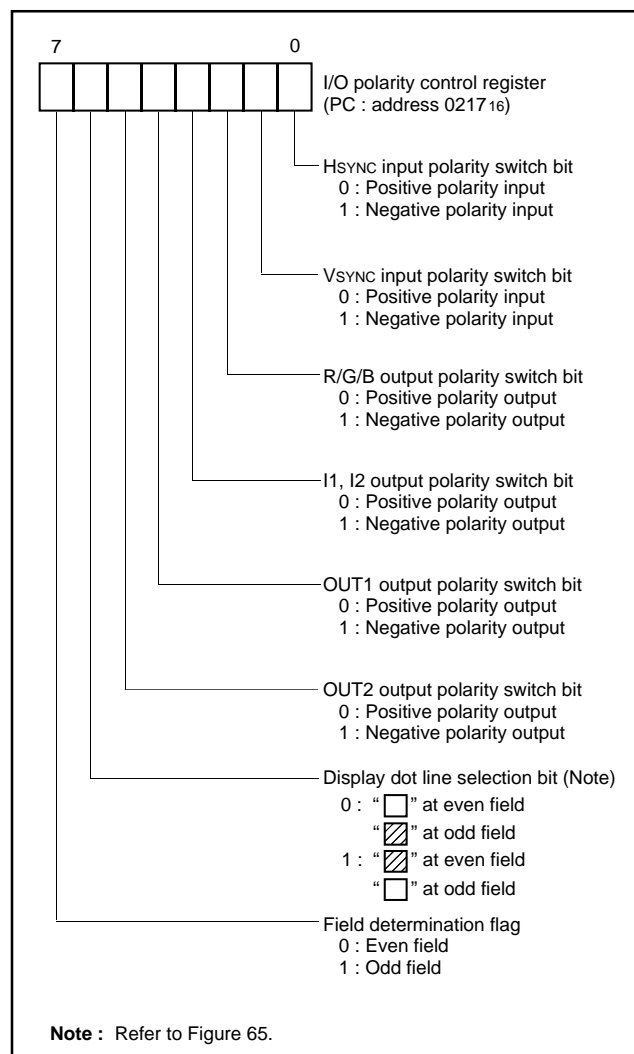 7 0
I/O polarity control register
(PC : address 021716)
HSYNC input polarity switch bit
0 : Positive polarity input
1 : Negative polarity input
VSYNC input polarity switch bit
0 : Positive polarity input
1 : Negative polarity input
R/G/B output polarity switch bit
0 : Positive polarity output
1 : Negative polarity output
I1, I2 output polarity switch bit
0 : Positive polarity output
1 : Negative polarity output
OUT1 output polarity switch bit
0 : Positive polarity output
1 : Negative polarity output
OUT2 output polarity switch bit
0 : Positive polarity output
1 : Negative polarity output
Display dot line selection bit (Note)
0 : “ ” at even field
“ ” at odd field
1 : “ ” at even field
“ ” at odd field
Field determination flag
0 : Even field
1 : Odd field
Note : Refer to Figure 65.